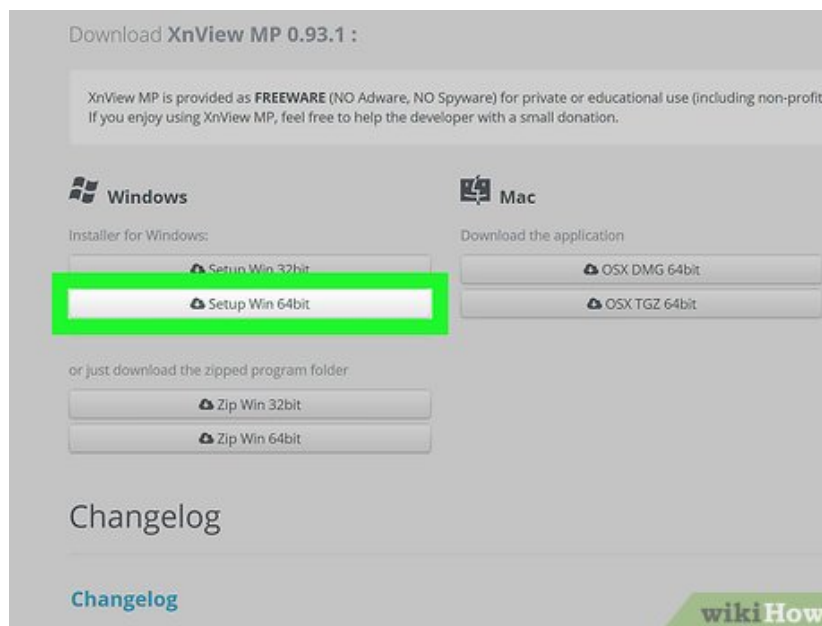 Download XnView MP 0.93.1 :
XnView MP is provided as FREEWARE (NO Adware, NO Spyware) for private or educational use (including non-profit
If you enjoy using XnView MP, feel free to help the developer with a small donation.
Windows
Installer for Windows:
Setup Win 32bit
Setup Win 64bit
or just download the zipped program folder
Zip Win 32bit
Zip Win 64bit
Mac
Download the application
OSX DMG 64bit
OSX TGZ 64bit
Changelog
Changelog
wikiHow